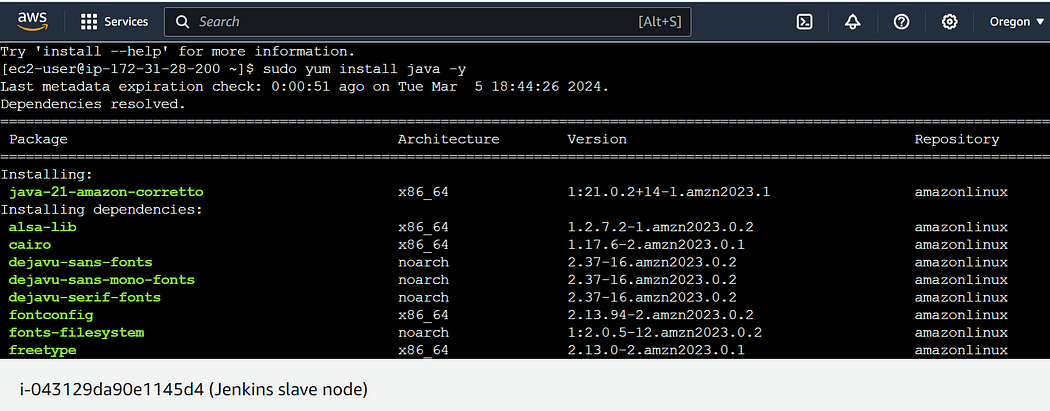 aws Services Search [Alt+S] Oregon
Try 'install --help' for more information.
[ec2-user@ip-172-31-28-200 ~]$ sudo yum install java -y
Last metadata expiration check: 0:00:51 ago on Tue Mar  5 18:44:26 2024.
Dependencies resolved.
Package Architecture Version Repository
Installing:
java-21-amazon-corretto x86_64 1:21.0.2+14-1.amzn2023.1 amazonlinux
Installing dependencies:
alsa-lib x86_64 1.2.7.2-1.amzn2023.0.2 amazonlinux
cairo x86_64 1.17.6-2.amzn2023.0.1 amazonlinux
dejavu-sans-fonts noarch 2.37-16.amzn2023.0.2 amazonlinux
dejavu-sans-mono-fonts noarch 2.37-16.amzn2023.0.2 amazonlinux
dejavu-serif-fonts noarch 2.37-16.amzn2023.0.2 amazonlinux
fontconfig x86_64 2.13.94-2.amzn2023.0.2 amazonlinux
fonts-filesystem noarch 1:2.0.5-12.amzn2023.0.2 amazonlinux
freetype x86_64 2.13.0-2.amzn2023.0.1 amazonlinux
i-043129da90e1145d4 (Jenkins slave node)